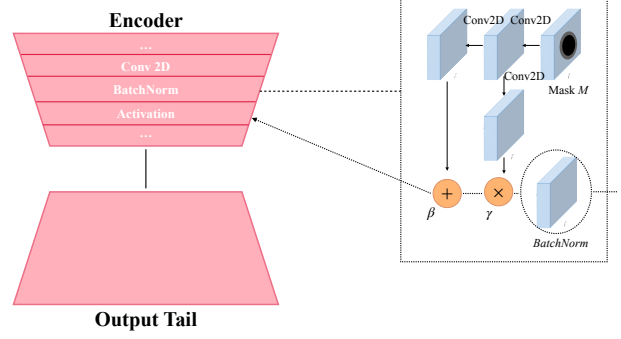 Encoder
...
Conv 2D
BatchNorm
Activation
...
Output Tail
Conv2D
Conv2D
Conv2D
Mask M
+
×
β
γ
BatchNorm